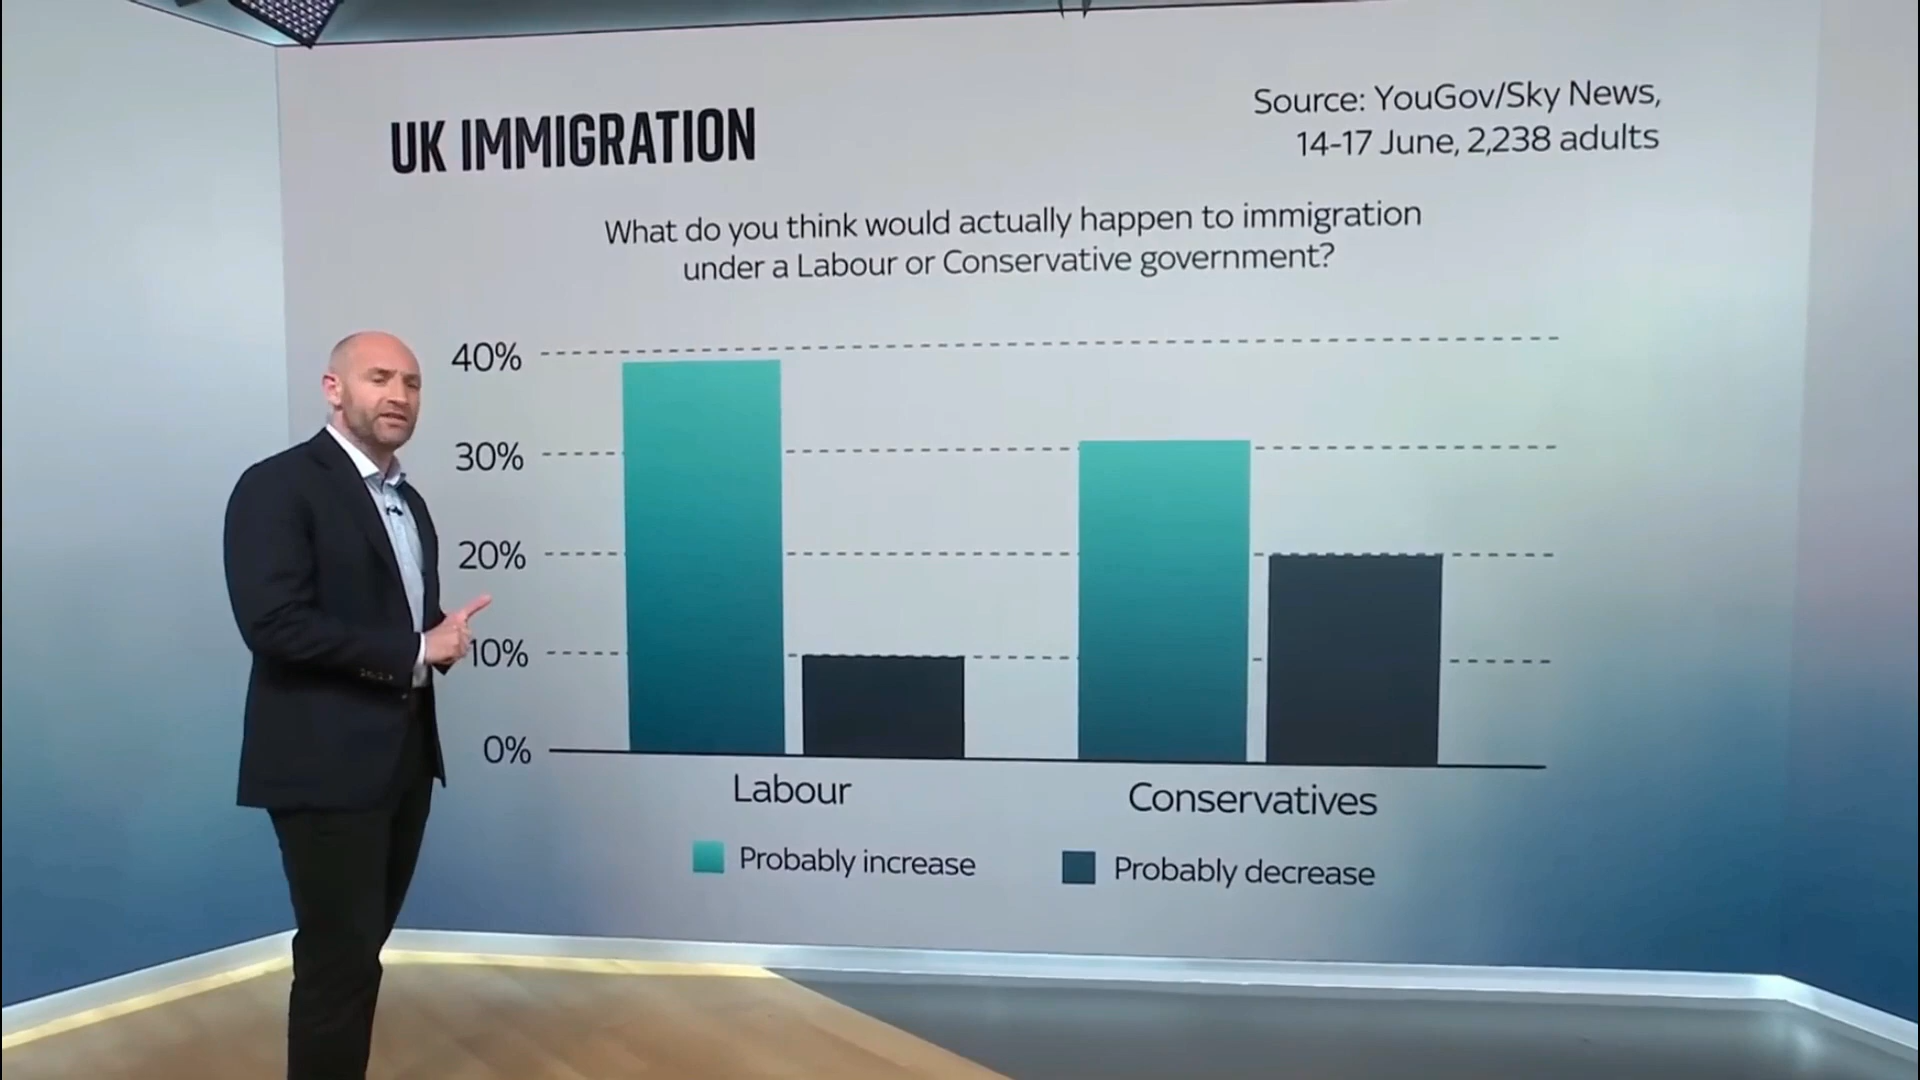 UK IMMIGRATION
Source: YouGov/Sky News,
14-17 June, 2,238 adults
What do you think would actually happen to immigration
under a Labour or Conservative government?
40%
30%
20%
10%
0%
Labour
Conservatives
Probably increase
Probably decrease